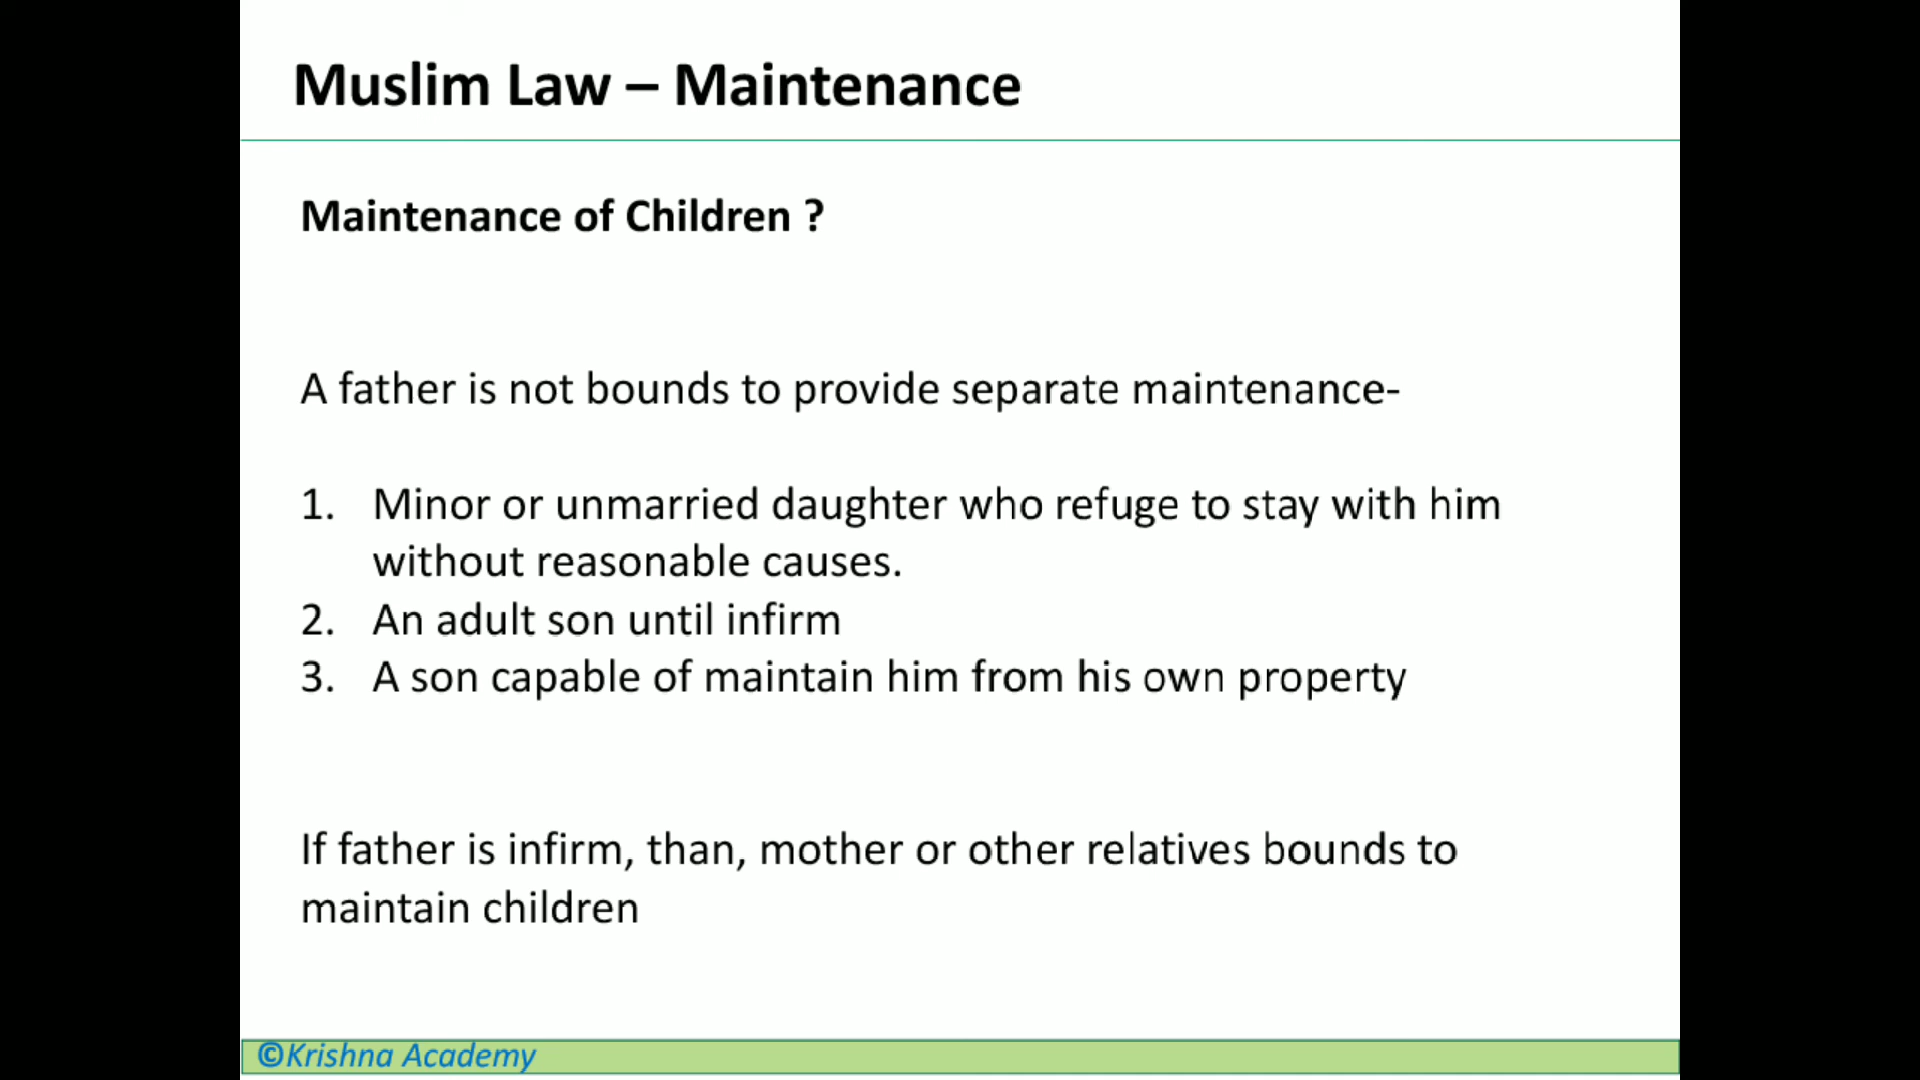 Muslim Law – Maintenance
Maintenance of Children ?
A father is not bounds to provide separate maintenance-
1. Minor or unmarried daughter who refuge to stay with him
without reasonable causes.
2. An adult son until infirm
3. A son capable of maintain him from his own property
If father is infirm, than, mother or other relatives bounds to
maintain children
©Krishna Academy